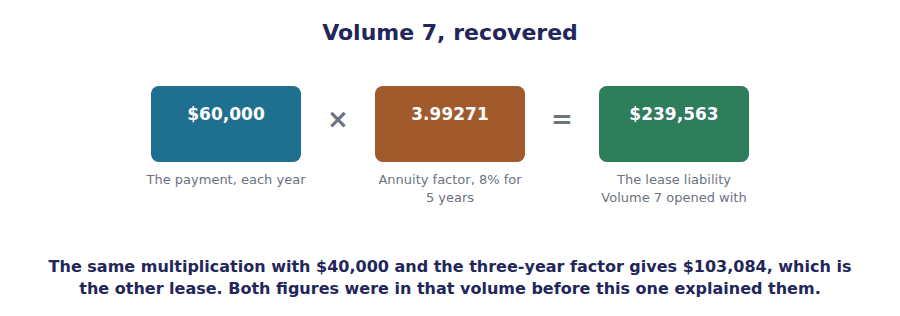 Volume 7, recovered
$60,000 × 3.99271 = $239,563
The payment, each year
Annuity factor, 8% for
5 years
The lease liability
Volume 7 opened with
The same multiplication with $40,000 and the three-year factor gives $103,084, which is
the other lease. Both figures were in that volume before this one explained them.